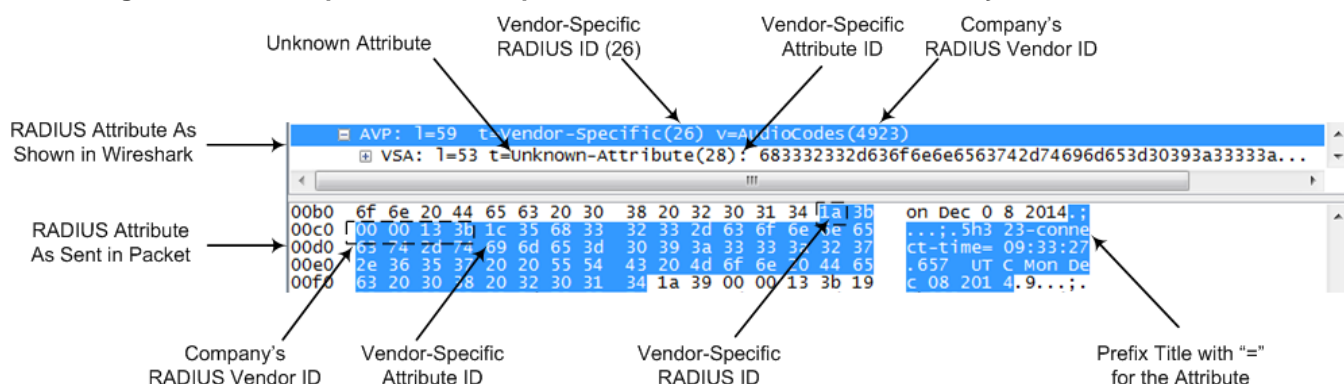 Vendor-Specific RADIUS ID (26)
Vendor-Specific Attribute ID
Company's RADIUS Vendor ID
Unknown Attribute
RADIUS Attribute As Shown in Wireshark
AVP: l=59 t=Vendor-Specific(26) v=AudioCodes(4923)
VSA: l=53 t=Unknown-Attribute(28): 683332332d636f6e6e6563742d74696d653d30393a33333a...
RADIUS Attribute As Sent in Packet
00b0 6f 6e 20 44 65 63 20 30 38 20 32 30 31 34 1a 3b on Dec 0 8 2014.;
00c0 00 00 13 3b 1c 35 68 33 32 33 2d 63 6f 6e 6e 65 ...;.5h3 23-conne
00d0 63 74 2d 74 69 6d 65 3d 30 39 3a 33 33 3a 32 37 ct-time= 09:33:27
00e0 2e 36 35 37 20 20 55 54 43 20 4d 6f 6e 20 44 65 .657 UT C Mon De
00f0 63 20 30 38 20 32 30 31 34 1a 39 00 00 13 3b 19 c 08 201 4.9...;.
Company's RADIUS Vendor ID
Vendor-Specific Attribute ID
Vendor-Specific RADIUS ID
Prefix Title with "=" for the Attribute